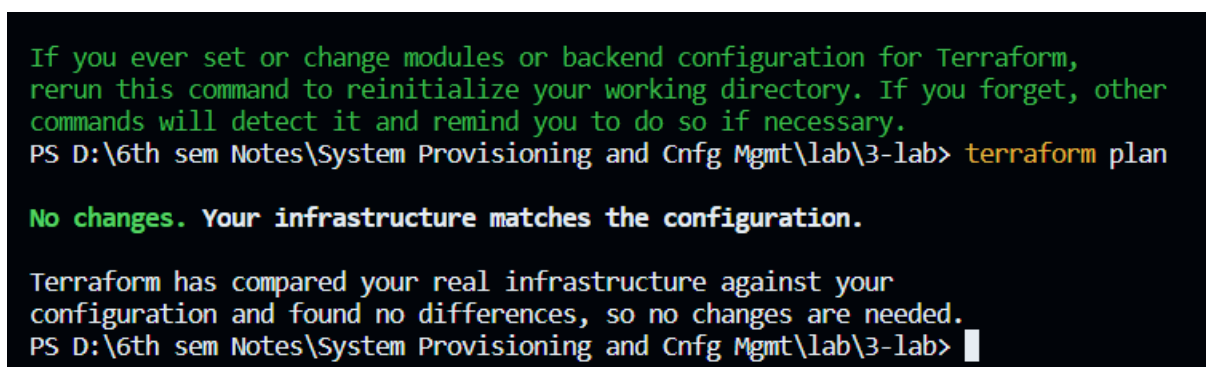 If you ever set or change modules or backend configuration for Terraform,
rerun this command to reinitialize your working directory. If you forget, other
commands will detect it and remind you to do so if necessary.
PS D:\6th sem Notes\System Provisioning and Cnfg Mgmt\lab\3-lab> terraform plan
No changes. Your infrastructure matches the configuration.
Terraform has compared your real infrastructure against your
configuration and found no differences, so no changes are needed.
PS D:\6th sem Notes\System Provisioning and Cnfg Mgmt\lab\3-lab>